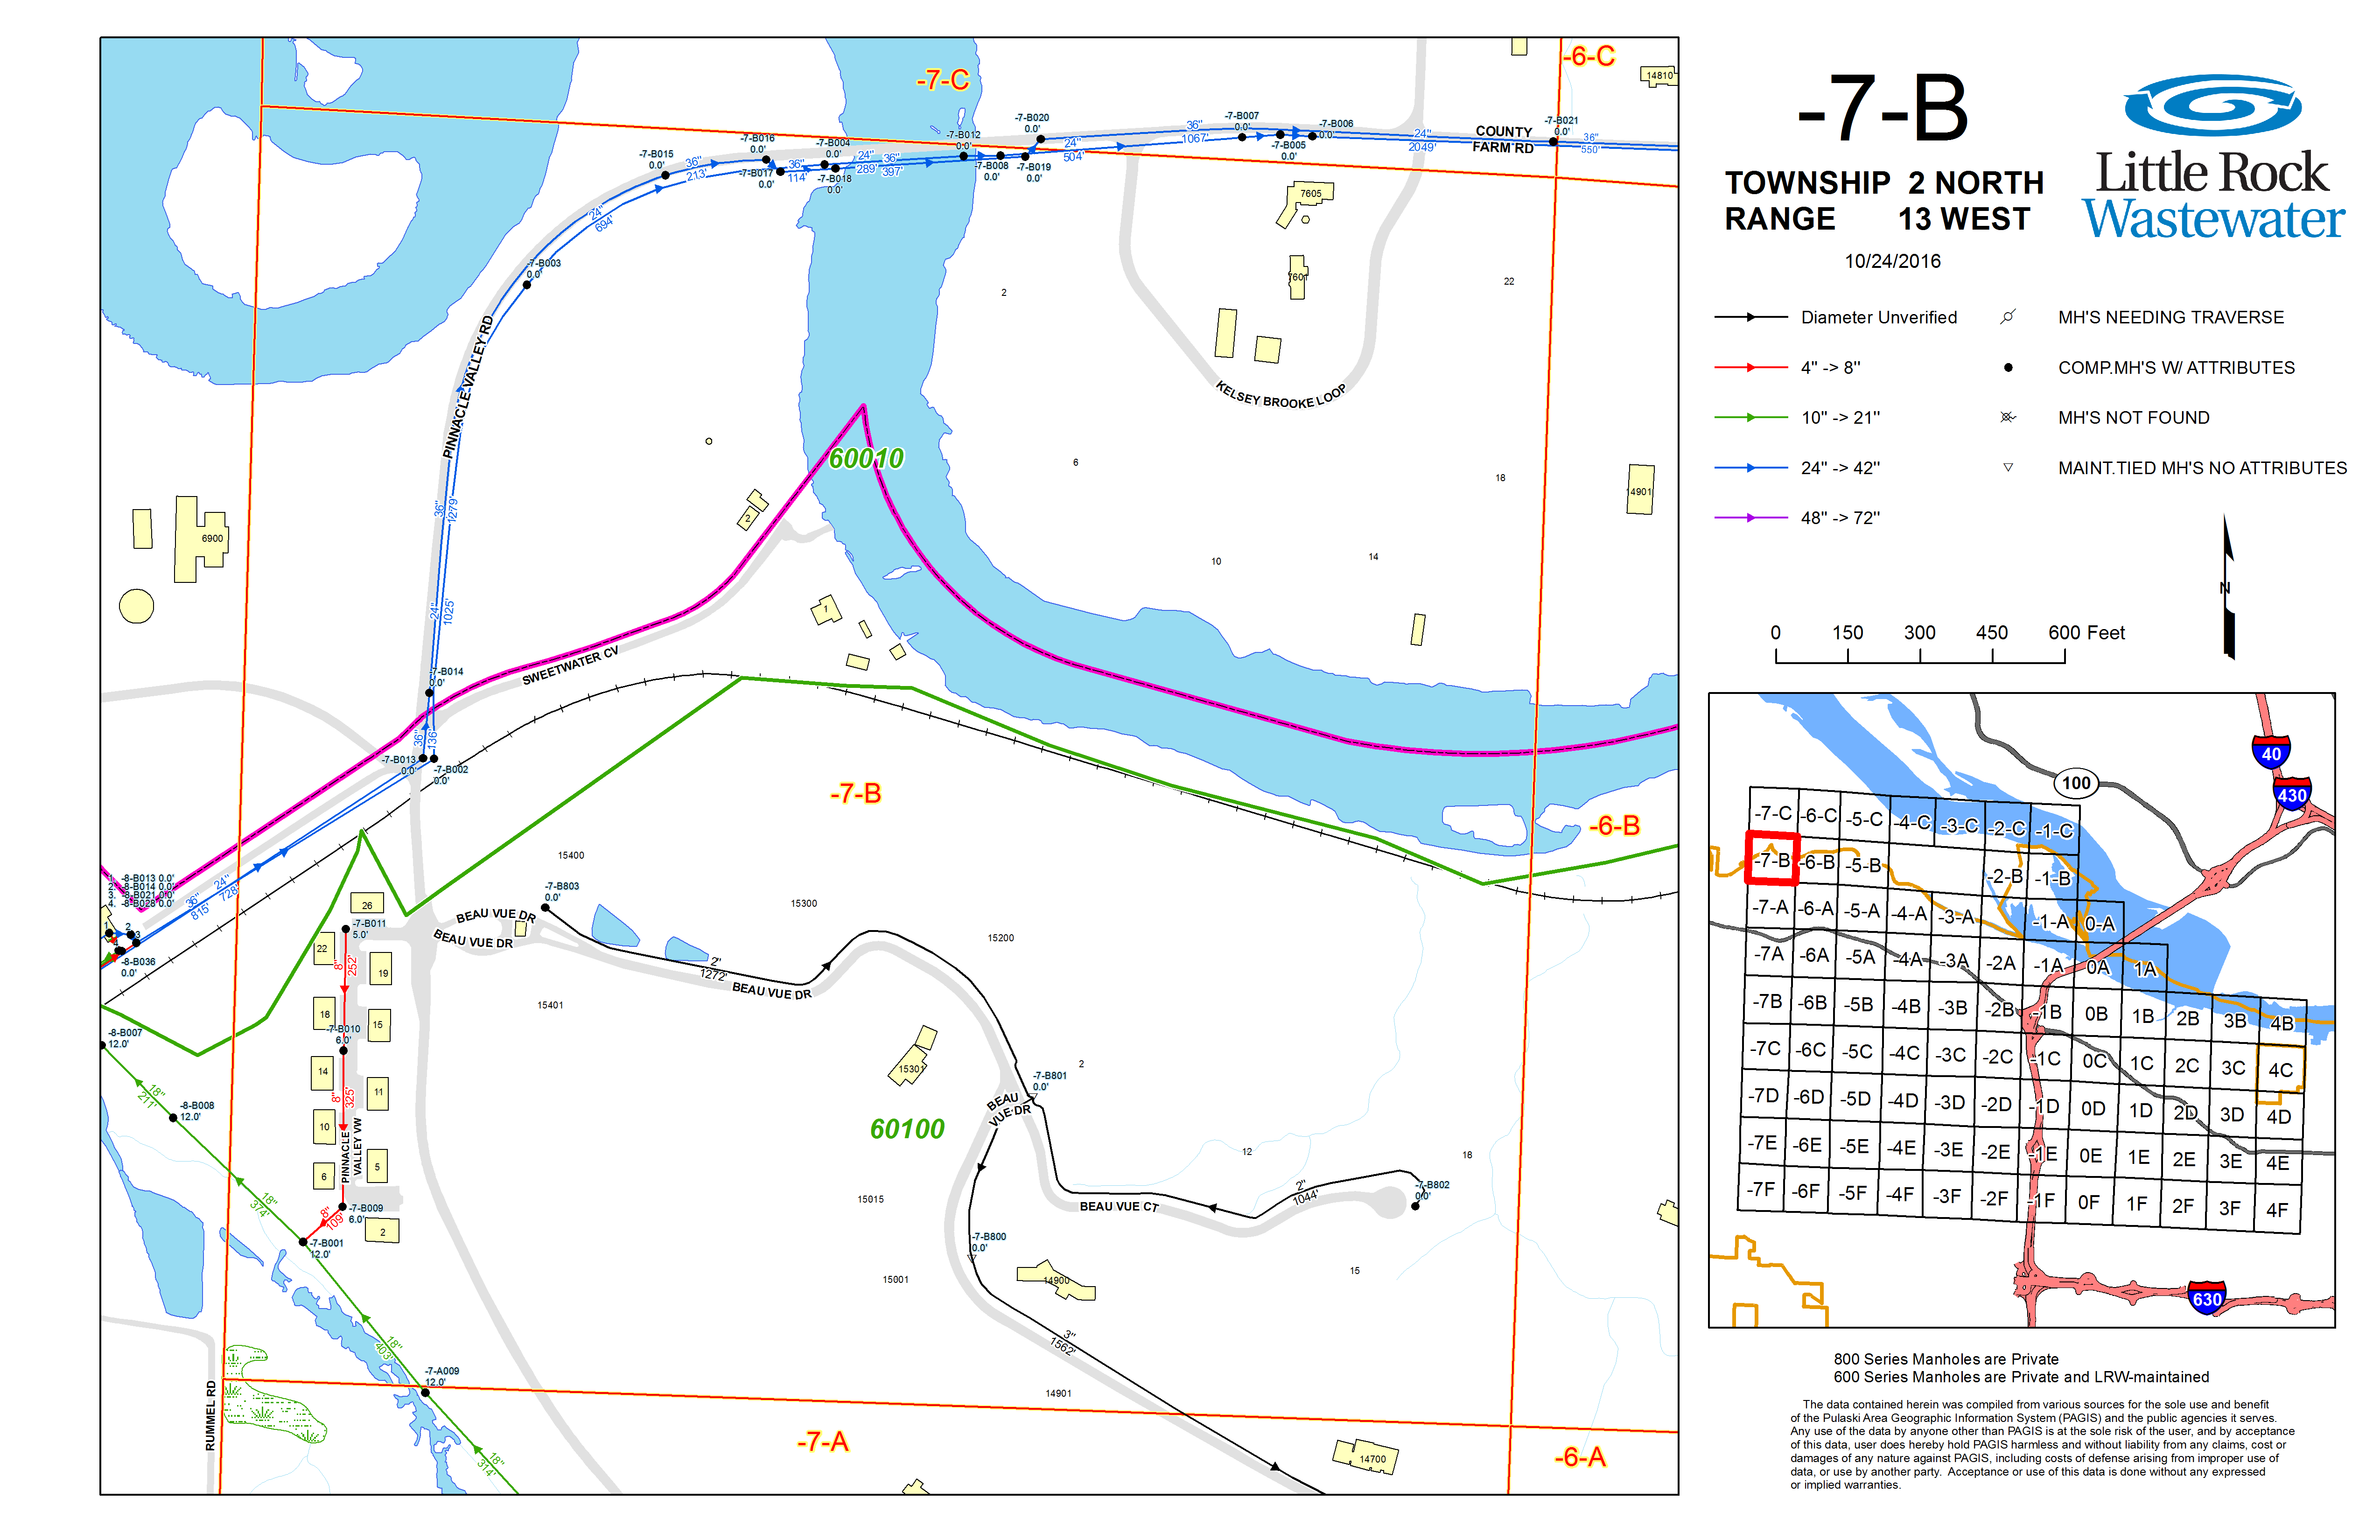 -7-C
-6-C
14810
-7-B020
0.0'
-7-B007
0.0'
-7-B006
0.0'
-7-B021
0.0'
-7-B016
0.0'
-7-B004
0.0'
-7-B012
0.0'
-7-B015
0.0'
-7-B017
0.0'
-7-B018
0.0'
-7-B008
0.0'
-7-B019
0.0'
-7-B005
0.0'
36"
213'
36"
114'
24"
289'
36"
397'
24"
504'
36"
1067'
24"
2049'
36"
550'
COUNTY
FARM RD
24"
694'
-7-B003
0.0'
7605
7601
2
22
PINNACLE VALLEY RD
KELSEY BROOKE LOOP
60010
6
18
14901
36"
1279'
2
6900
10
14
24"
1025'
1
SWEETWATER CV
-7-B014
0.0'
36"
136'
-7-B013
0.0'
-7-B002
0.0'
-7-B
-6-B
15400
1. -8-B013 0.0'
2. -8-B014 0.0'
3. -8-B021 0.0'
4. -8-B028 0.0'
24"
728'
36"
815'
2
3
-8-B036
0.0'
-7-B803
0.0'
26
BEAU VUE DR
BEAU VUE DR
15300
15200
-7-B011
5.0'
22
8"
252'
19
2"
1272'
BEAU VUE DR
15401
18
15
-7-B010
6.0'
-8-B007
12.0'
14
11
8"
325'
15301
2
-7-B801
0.0'
BEAU
VUE DR
18"
211'
-8-B008
12.0'
10
60100
PINNACLE
VALLEY VW
6
5
12
18
18"
374'
-7-B009
6.0'
8"
109'
2
-7-B001
12.0'
15015
BEAU VUE CT
2"
1044'
-7-B802
0.0'
-7-B800
0.0'
15001
14900
15
18"
403'
3"
1562'
-7-A009
12.0'
RUMMEL RD
14901
-7-A
-6-A
18"
314'
14700
-7-B
TOWNSHIP 2 NORTH
RANGE 13 WEST
10/24/2016
Little Rock
Wastewater
Diameter Unverified
4" -> 8"
10" -> 21"
24" -> 42"
48" -> 72"
MH'S NEEDING TRAVERSE
COMP.MH'S W/ ATTRIBUTES
MH'S NOT FOUND
MAINT.TIED MH'S NO ATTRIBUTES
N
0 150 300 450 600 Feet
40
100
430
-7-C -6-C -5-C -4-C -3-C -2-C -1-C
-7-B -6-B -5-B -2-B -1-B
-7-A -6-A -5-A -4-A -3-A -1-A 0-A
-7A -6A -5A -4A -3A -2A -1A 0A 1A
-7B -6B -5B -4B -3B -2B -1B 0B 1B 2B 3B 4B
-7C -6C -5C -4C -3C -2C -1C 0C 1C 2C 3C 4C
-7D -6D -5D -4D -3D -2D -1D 0D 1D 2D 3D 4D
-7E -6E -5E -4E -3E -2E -1E 0E 1E 2E 3E 4E
-7F -6F -5F -4F -3F -2F -1F 0F 1F 2F 3F 4F
630
800 Series Manholes are Private
600 Series Manholes are Private and LRW-maintained
The data contained herein was compiled from various sources for the sole use and benefit
of the Pulaski Area Geographic Information System (PAGIS) and the public agencies it serves.
Any use of the data by anyone other than PAGIS is at the sole risk of the user, and by acceptance
of this data, user does hereby hold PAGIS harmless and without liability from any claims, cost or
damages of any nature against PAGIS, including costs of defense arising from improper use of
data, or use by another party. Acceptance or use of this data is done without any expressed
or implied warranties.